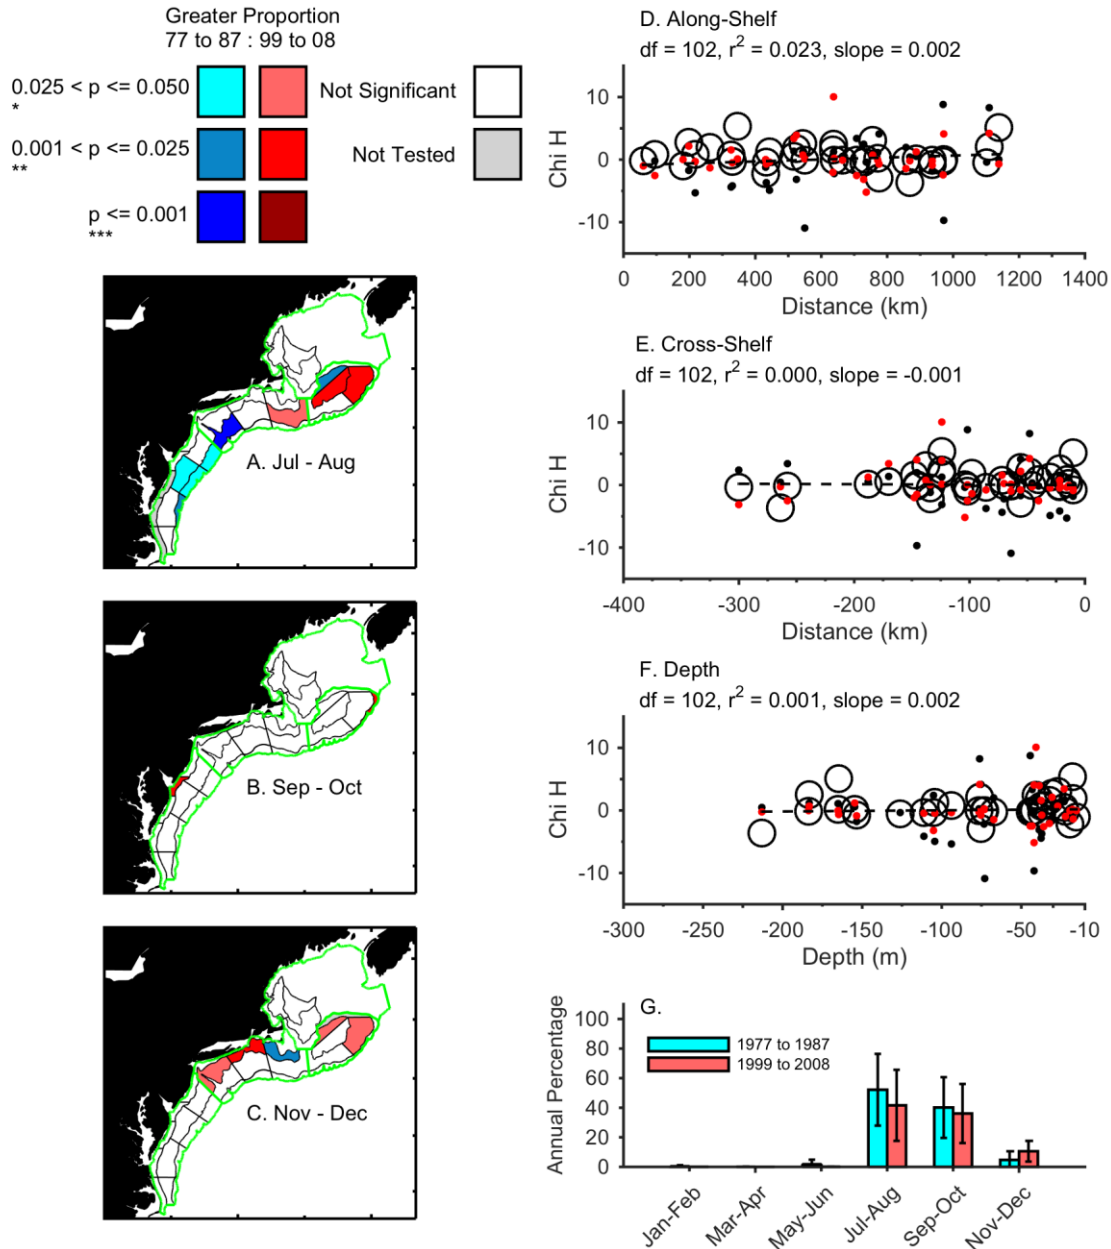 Greater Proportion
77 to 87 : 99 to 08
0.025 < p <= 0.050
*
Not Significant
0.001 < p <= 0.025
**
Not Tested
p <= 0.001
***
A. Jul - Aug
B. Sep - Oct
C. Nov - Dec
D. Along-Shelf
df = 102, r² = 0.023, slope = 0.002
Chi H
10
0
-10
0 200 400 600 800 1000 1200 1400
Distance (km)
E. Cross-Shelf
df = 102, r² = 0.000, slope = -0.001
Chi H
10
0
-10
-400 -300 -200 -100 0
Distance (km)
F. Depth
df = 102, r² = 0.001, slope = 0.002
Chi H
10
0
-10
-300 -250 -200 -150 -100 -50 -10
Depth (m)
G.
Annual Percentage
100
80
60
40
20
0
1977 to 1987
1999 to 2008
Jan-Feb
Mar-Apr
May-Jun
Jul-Aug
Sep-Oct
Nov-Dec